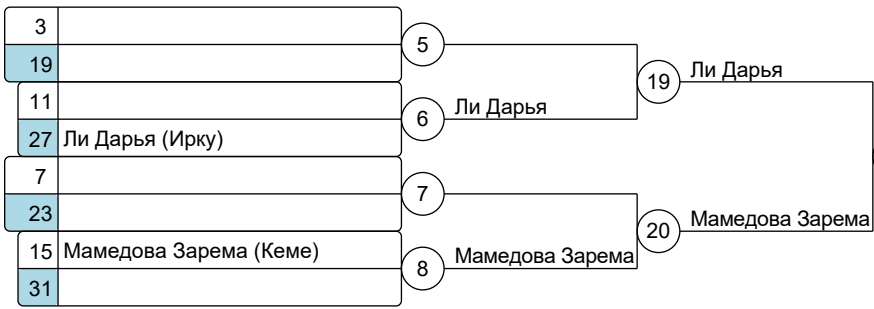 3
5
19
19 Ли Дарья
11
6 Ли Дарья
27 Ли Дарья (Ирку)
7
7
23
20 Мамедова Зарема
15 Мамедова Зарема (Кеме)
8 Мамедова Зарема
31